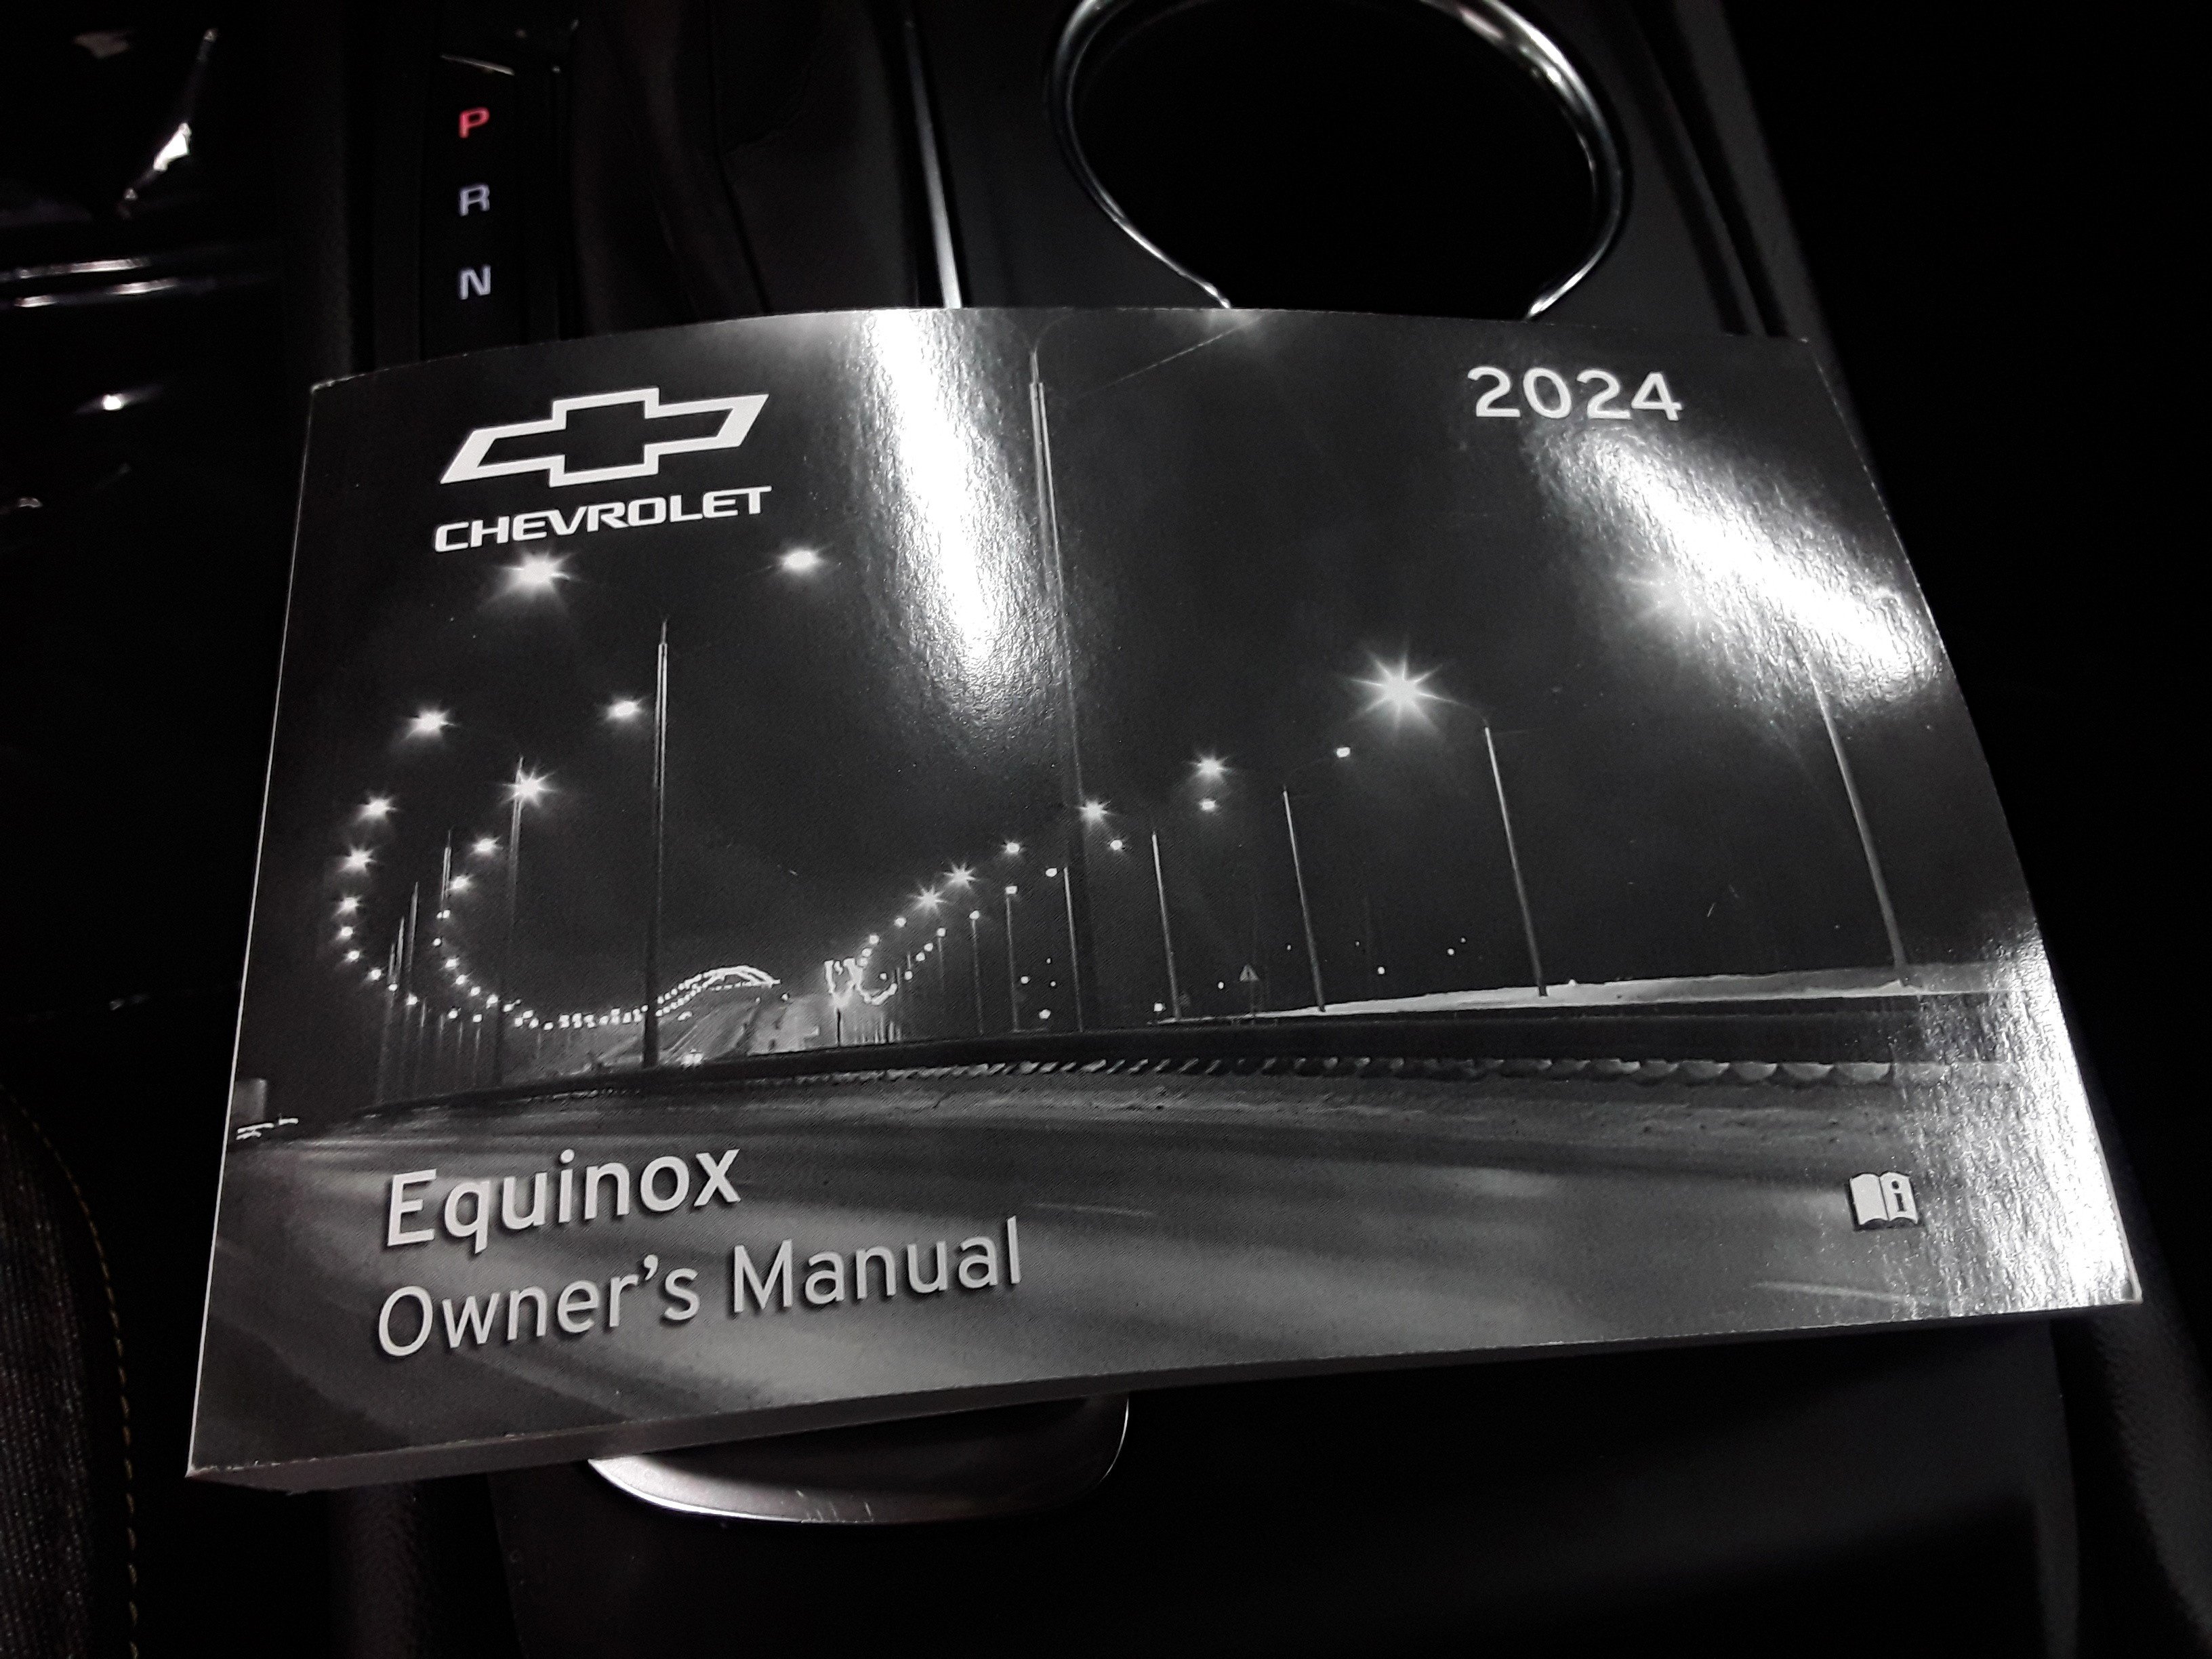 P
R
N
CHEVROLET
2024
Equinox
Owner's Manual